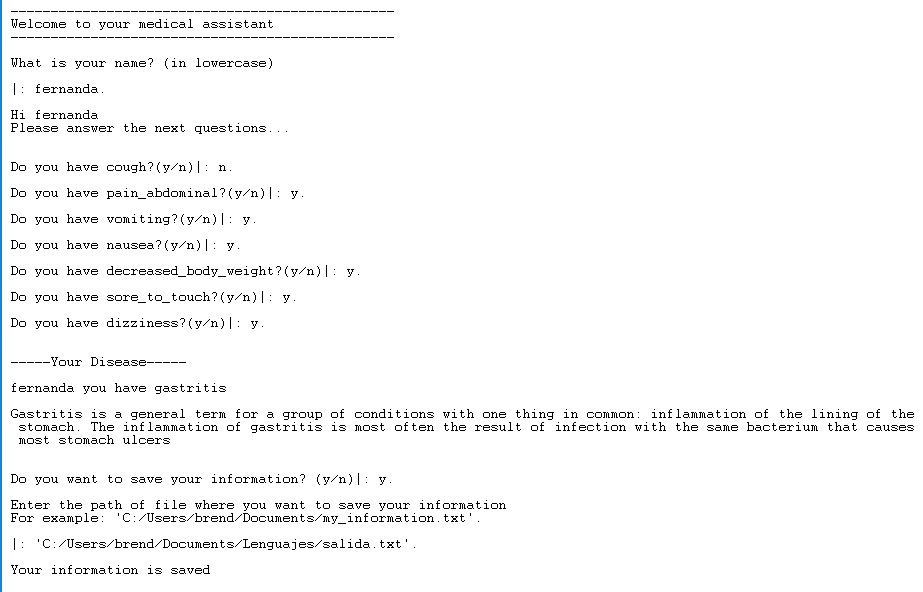 ------------------------------------------------
Welcome to your medical assistant
------------------------------------------------
What is your name? (in lowercase)
|: fernanda.
Hi fernanda
Please answer the next questions...
Do you have cough?(y/n)|: n.
Do you have pain_abdominal?(y/n)|: y.
Do you have vomiting?(y/n)|: y.
Do you have nausea?(y/n)|: y.
Do you have decreased_body_weight?(y/n)|: y.
Do you have sore_to_touch?(y/n)|: y.
Do you have dizziness?(y/n)|: y.
-----Your Disease-----
fernanda you have gastritis
Gastritis is a general term for a group of conditions with one thing in common: inflammation of the lining of the
stomach. The inflammation of gastritis is most often the result of infection with the same bacterium that causes
most stomach ulcers
Do you want to save your information? (y/n)|: y.
Enter the path of file where you want to save your information
For example: 'C:/Users/brend/Documents/my_information.txt'.
|: 'C:/Users/brend/Documents/Lenguajes/salida.txt'.
Your information is saved